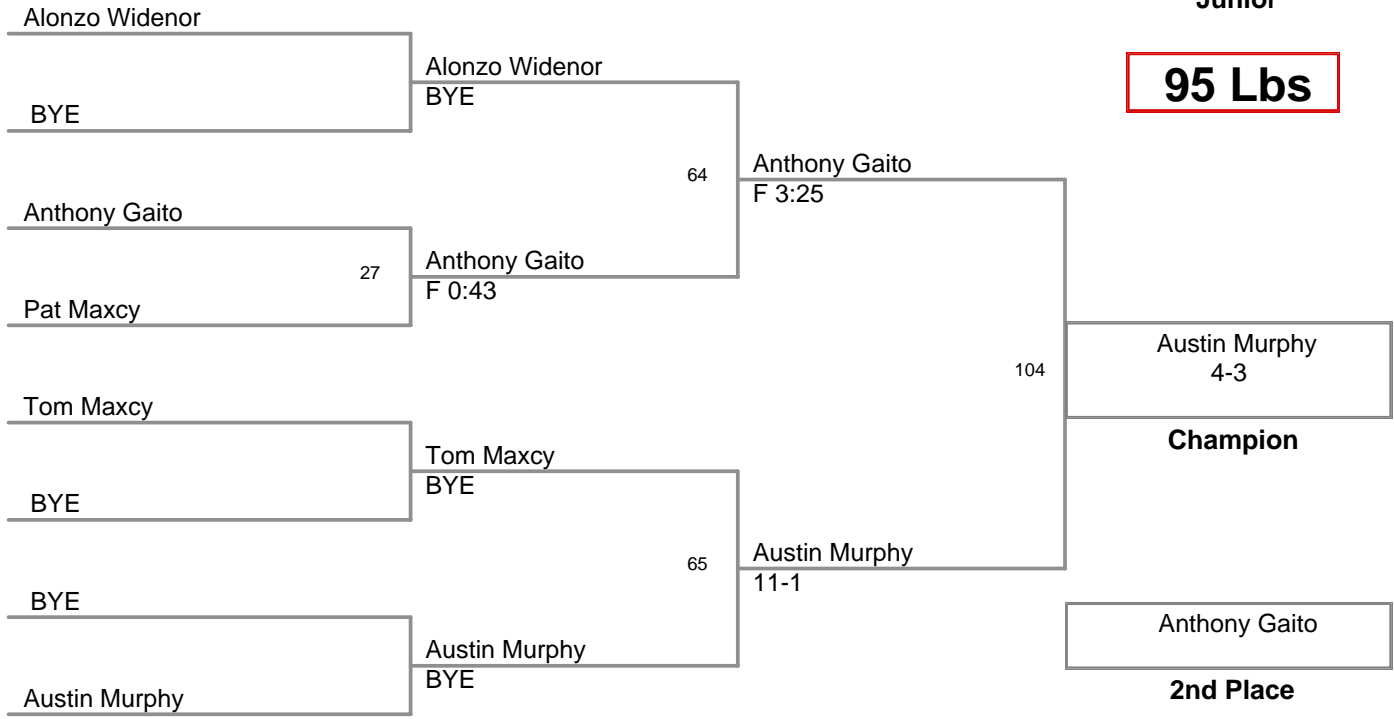 Junior
95 Lbs
Alonzo Widenor
BYE
Anthony Gaito
Pat Maxcy
Tom Maxcy
BYE
BYE
Austin Murphy
Alonzo Widenor
BYE
27
Anthony Gaito
F 0:43
Tom Maxcy
BYE
Austin Murphy
BYE
64
Anthony Gaito
F 3:25
65
Austin Murphy
11-1
104
Austin Murphy
4-3
Champion
Anthony Gaito
2nd Place